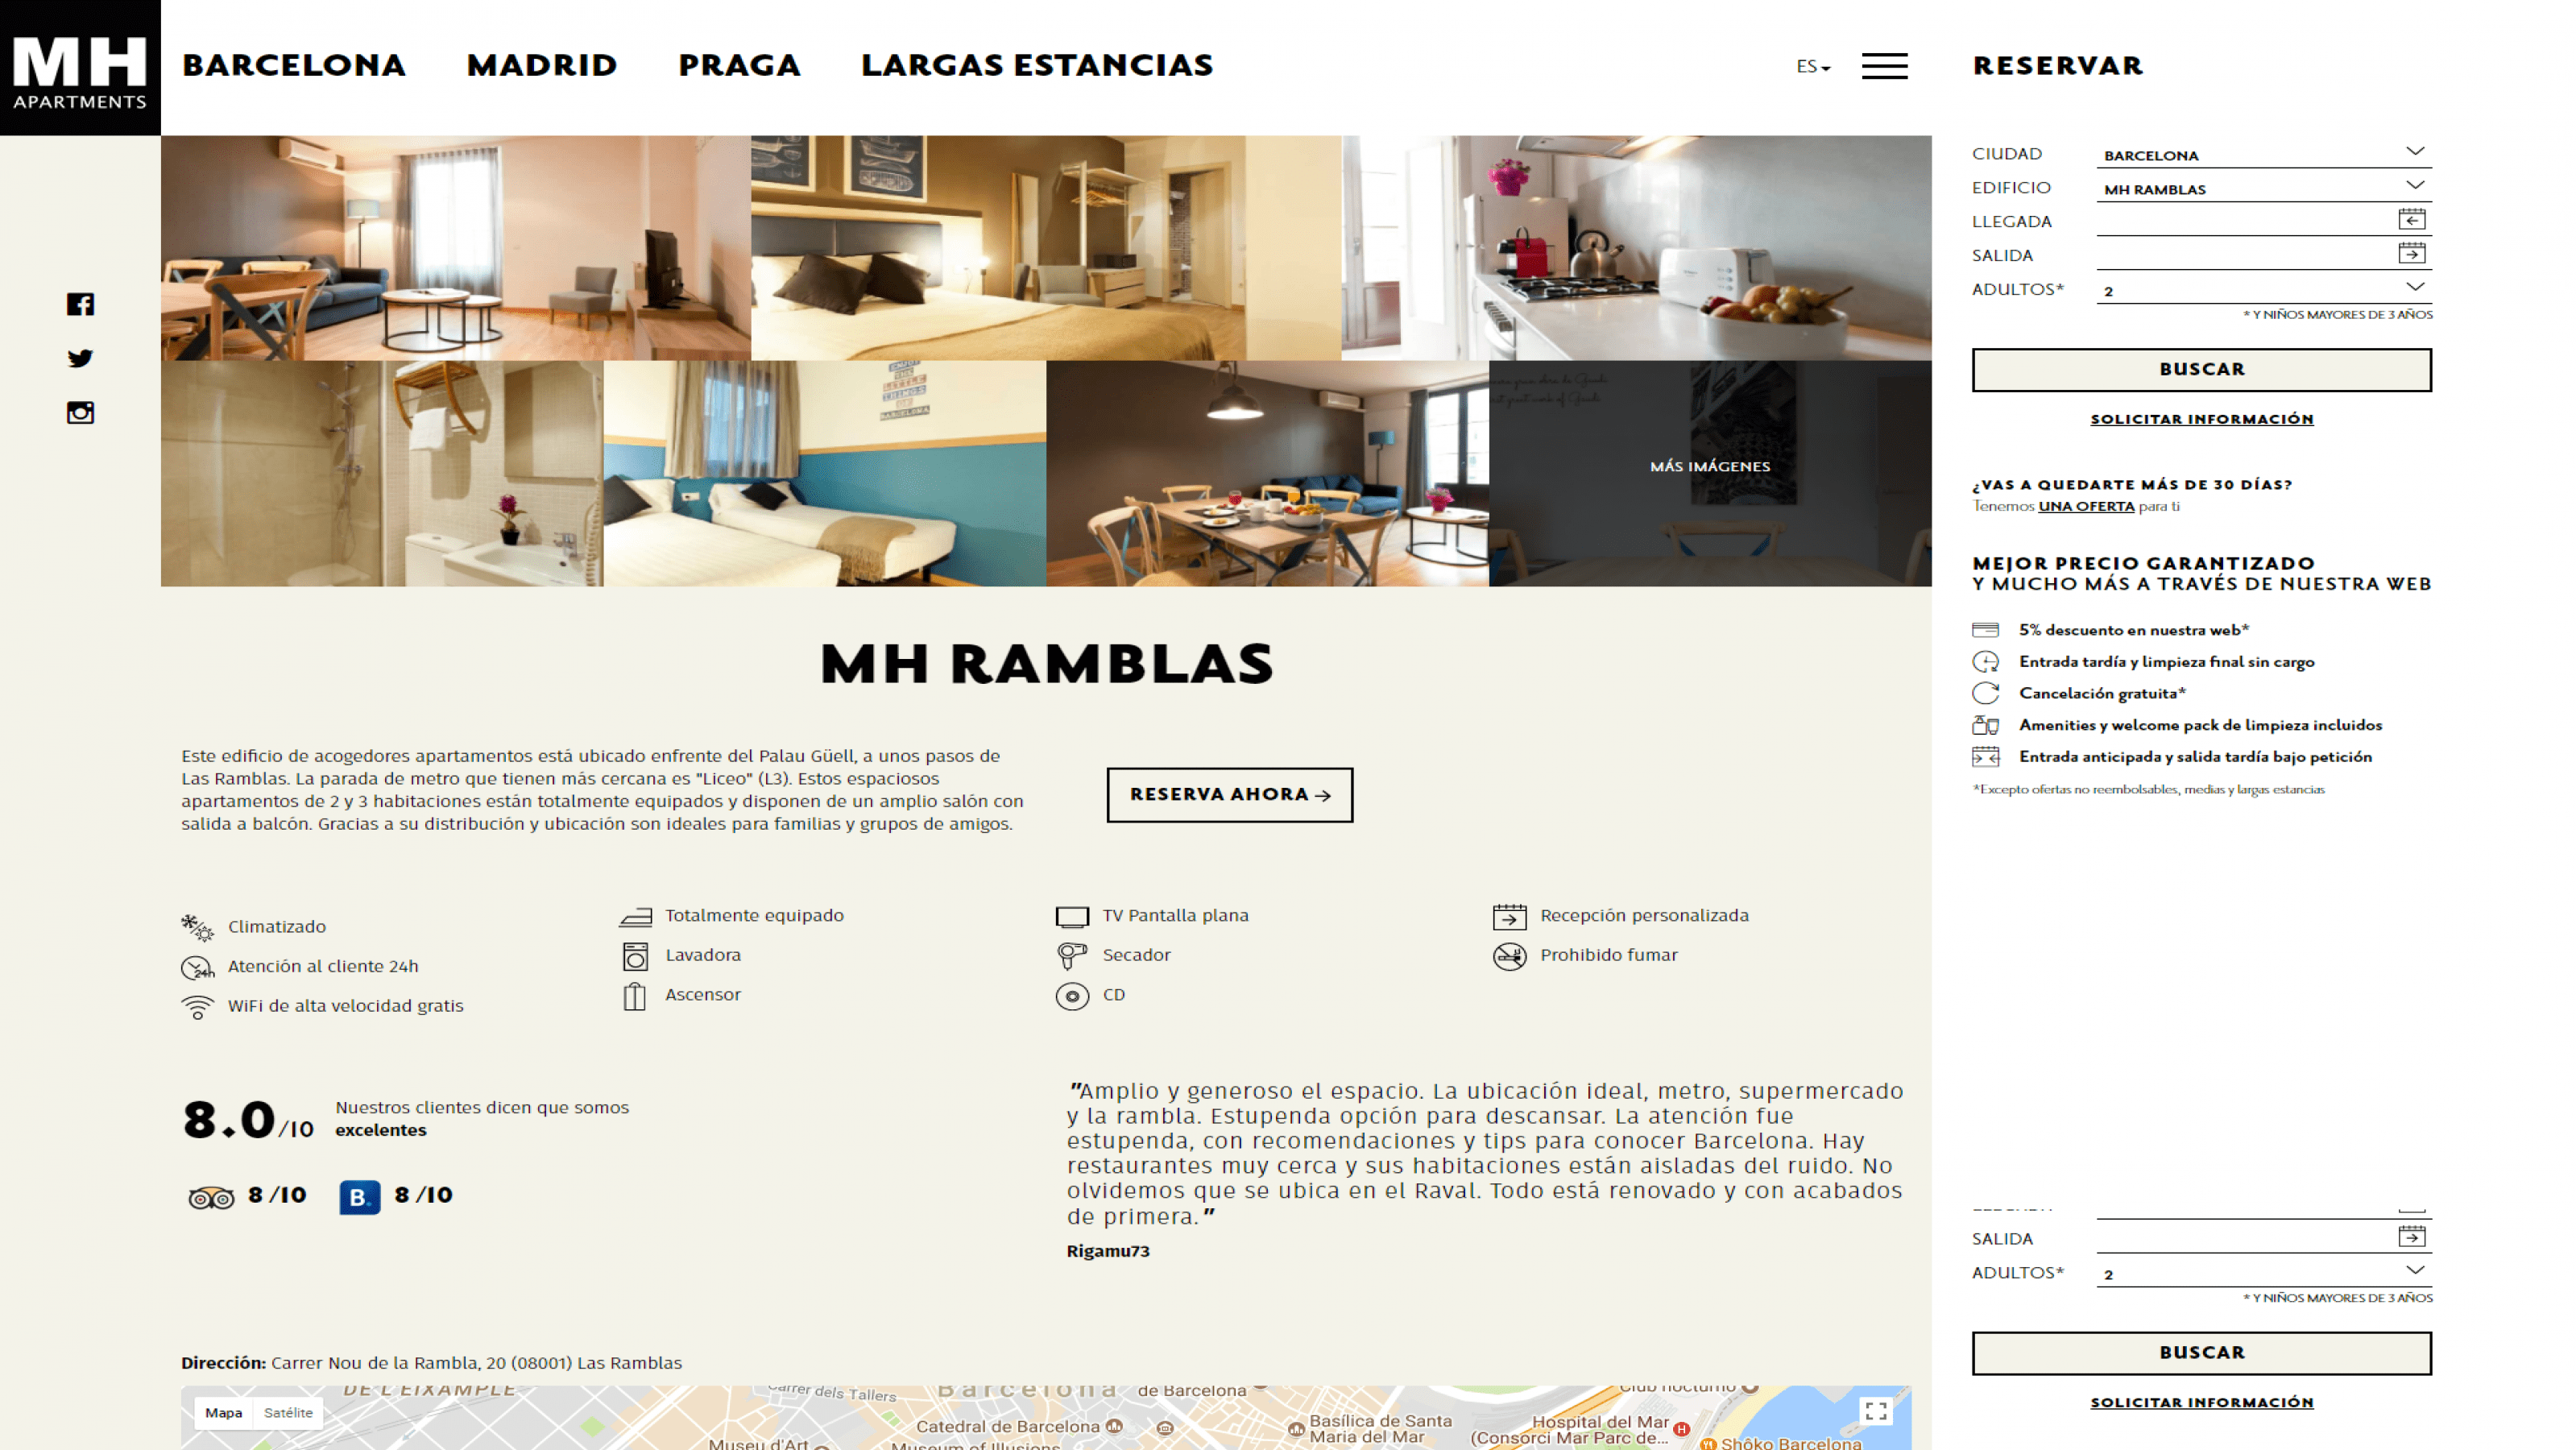 MH
APARTMENTS
BARCELONA
MADRID
PRAGA
LARGAS ESTANCIAS
ES
RESERVAR
CIUDAD BARCELONA
EDIFICIO MH RAMBLAS
LLEGADA
SALIDA
ADULTOS* 2
* Y NIÑOS MAYORES DE 3 AÑOS
BUSCAR
SOLICITAR INFORMACIÓN
¿VAS A QUEDARTE MÁS DE 30 DÍAS?
Tenemos UNA OFERTA para ti
MEJOR PRECIO GARANTIZADO
Y MUCHO MÁS A TRAVÉS DE NUESTRA WEB
5% descuento en nuestra web*
Entrada tardía y limpieza final sin cargo
Cancelación gratuita*
Amenities y welcome pack de limpieza incluidos
Entrada anticipada y salida tardía bajo petición
*Excepto ofertas no reembolsables, medias y largas estancias
MÁS IMÁGENES
MH RAMBLAS
Este edificio de acogedores apartamentos está ubicado enfrente del Palau Güell, a unos pasos de
Las Ramblas. La parada de metro que tienen más cercana es "Liceo" (L3). Estos espaciosos
apartamentos de 2 y 3 habitaciones están totalmente equipados y disponen de un amplio salón con
salida a balcón. Gracias a su distribución y ubicación son ideales para familias y grupos de amigos.
RESERVA AHORA
Climatizado
Atención al cliente 24h
24h
WiFi de alta velocidad gratis
Totalmente equipado
Lavadora
Ascensor
TV Pantalla plana
Secador
CD
Recepción personalizada
Prohibido fumar
8.0/10
Nuestros clientes dicen que somos
excelentes
8 /10
B. 8 /10
"Amplio y generoso el espacio. La ubicación ideal, metro, supermercado
y la rambla. Estupenda opción para descansar. La atención fue
estupenda, con recomendaciones y tips para conocer Barcelona. Hay
restaurantes muy cerca y sus habitaciones están aisladas del ruido. No
olvidemos que se ubica en el Raval. Todo está renovado y con acabados
de primera."
Rigamu73
SALIDA
ADULTOS* 2
* Y NIÑOS MAYORES DE 3 AÑOS
BUSCAR
SOLICITAR INFORMACIÓN
Dirección: Carrer Nou de la Rambla, 20 (08001) Las Ramblas
Mapa
Satélite
DE L'EIXAMPLE
Carrer dels Tallers
Barcelona
de Barcelona
Club nocturno
Catedral de Barcelona
Basílica de Santa
Maria del Mar
Hospital del Mar
(Consorci Mar Parc de...
H
Museu d'Art
Museum of Illusions
Shôko Barcelona